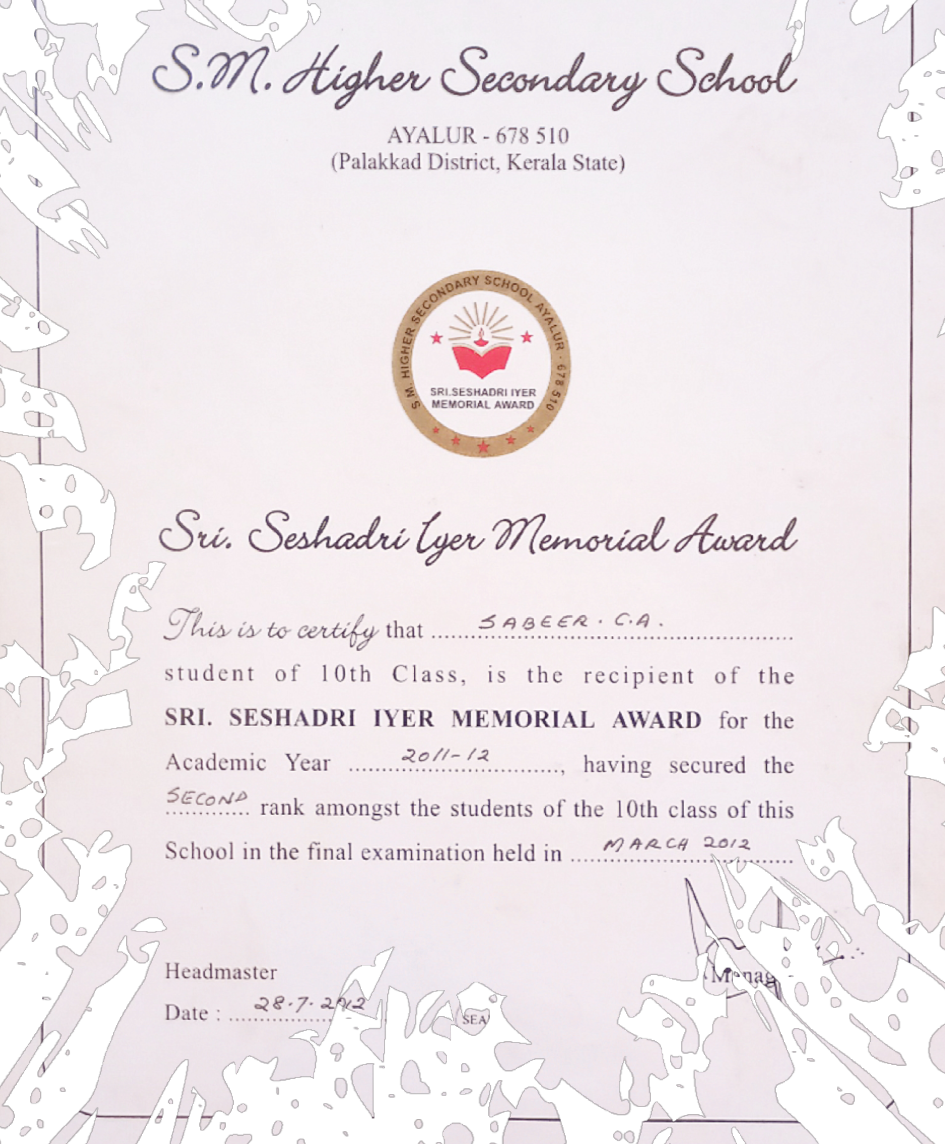 S.M. Higher Secondary School
AYALUR - 678 510
(Palakkad District, Kerala State)
S.M. HIGHER SECONDARY SCHOOL AYALUR - 678 510
SRI.SESHADRI IYER
MEMORIAL AWARD
Sri. Seshadri Iyer Memorial Award
This is to certify that SABEER. C.A.
student of 10th Class, is the recipient of the
SRI. SESHADRI IYER MEMORIAL AWARD for the
Academic Year 2011-12, having secured the
SECOND rank amongst the students of the 10th class of this
School in the final examination held in MARCH 2012
Headmaster
Date : 28.7.2012